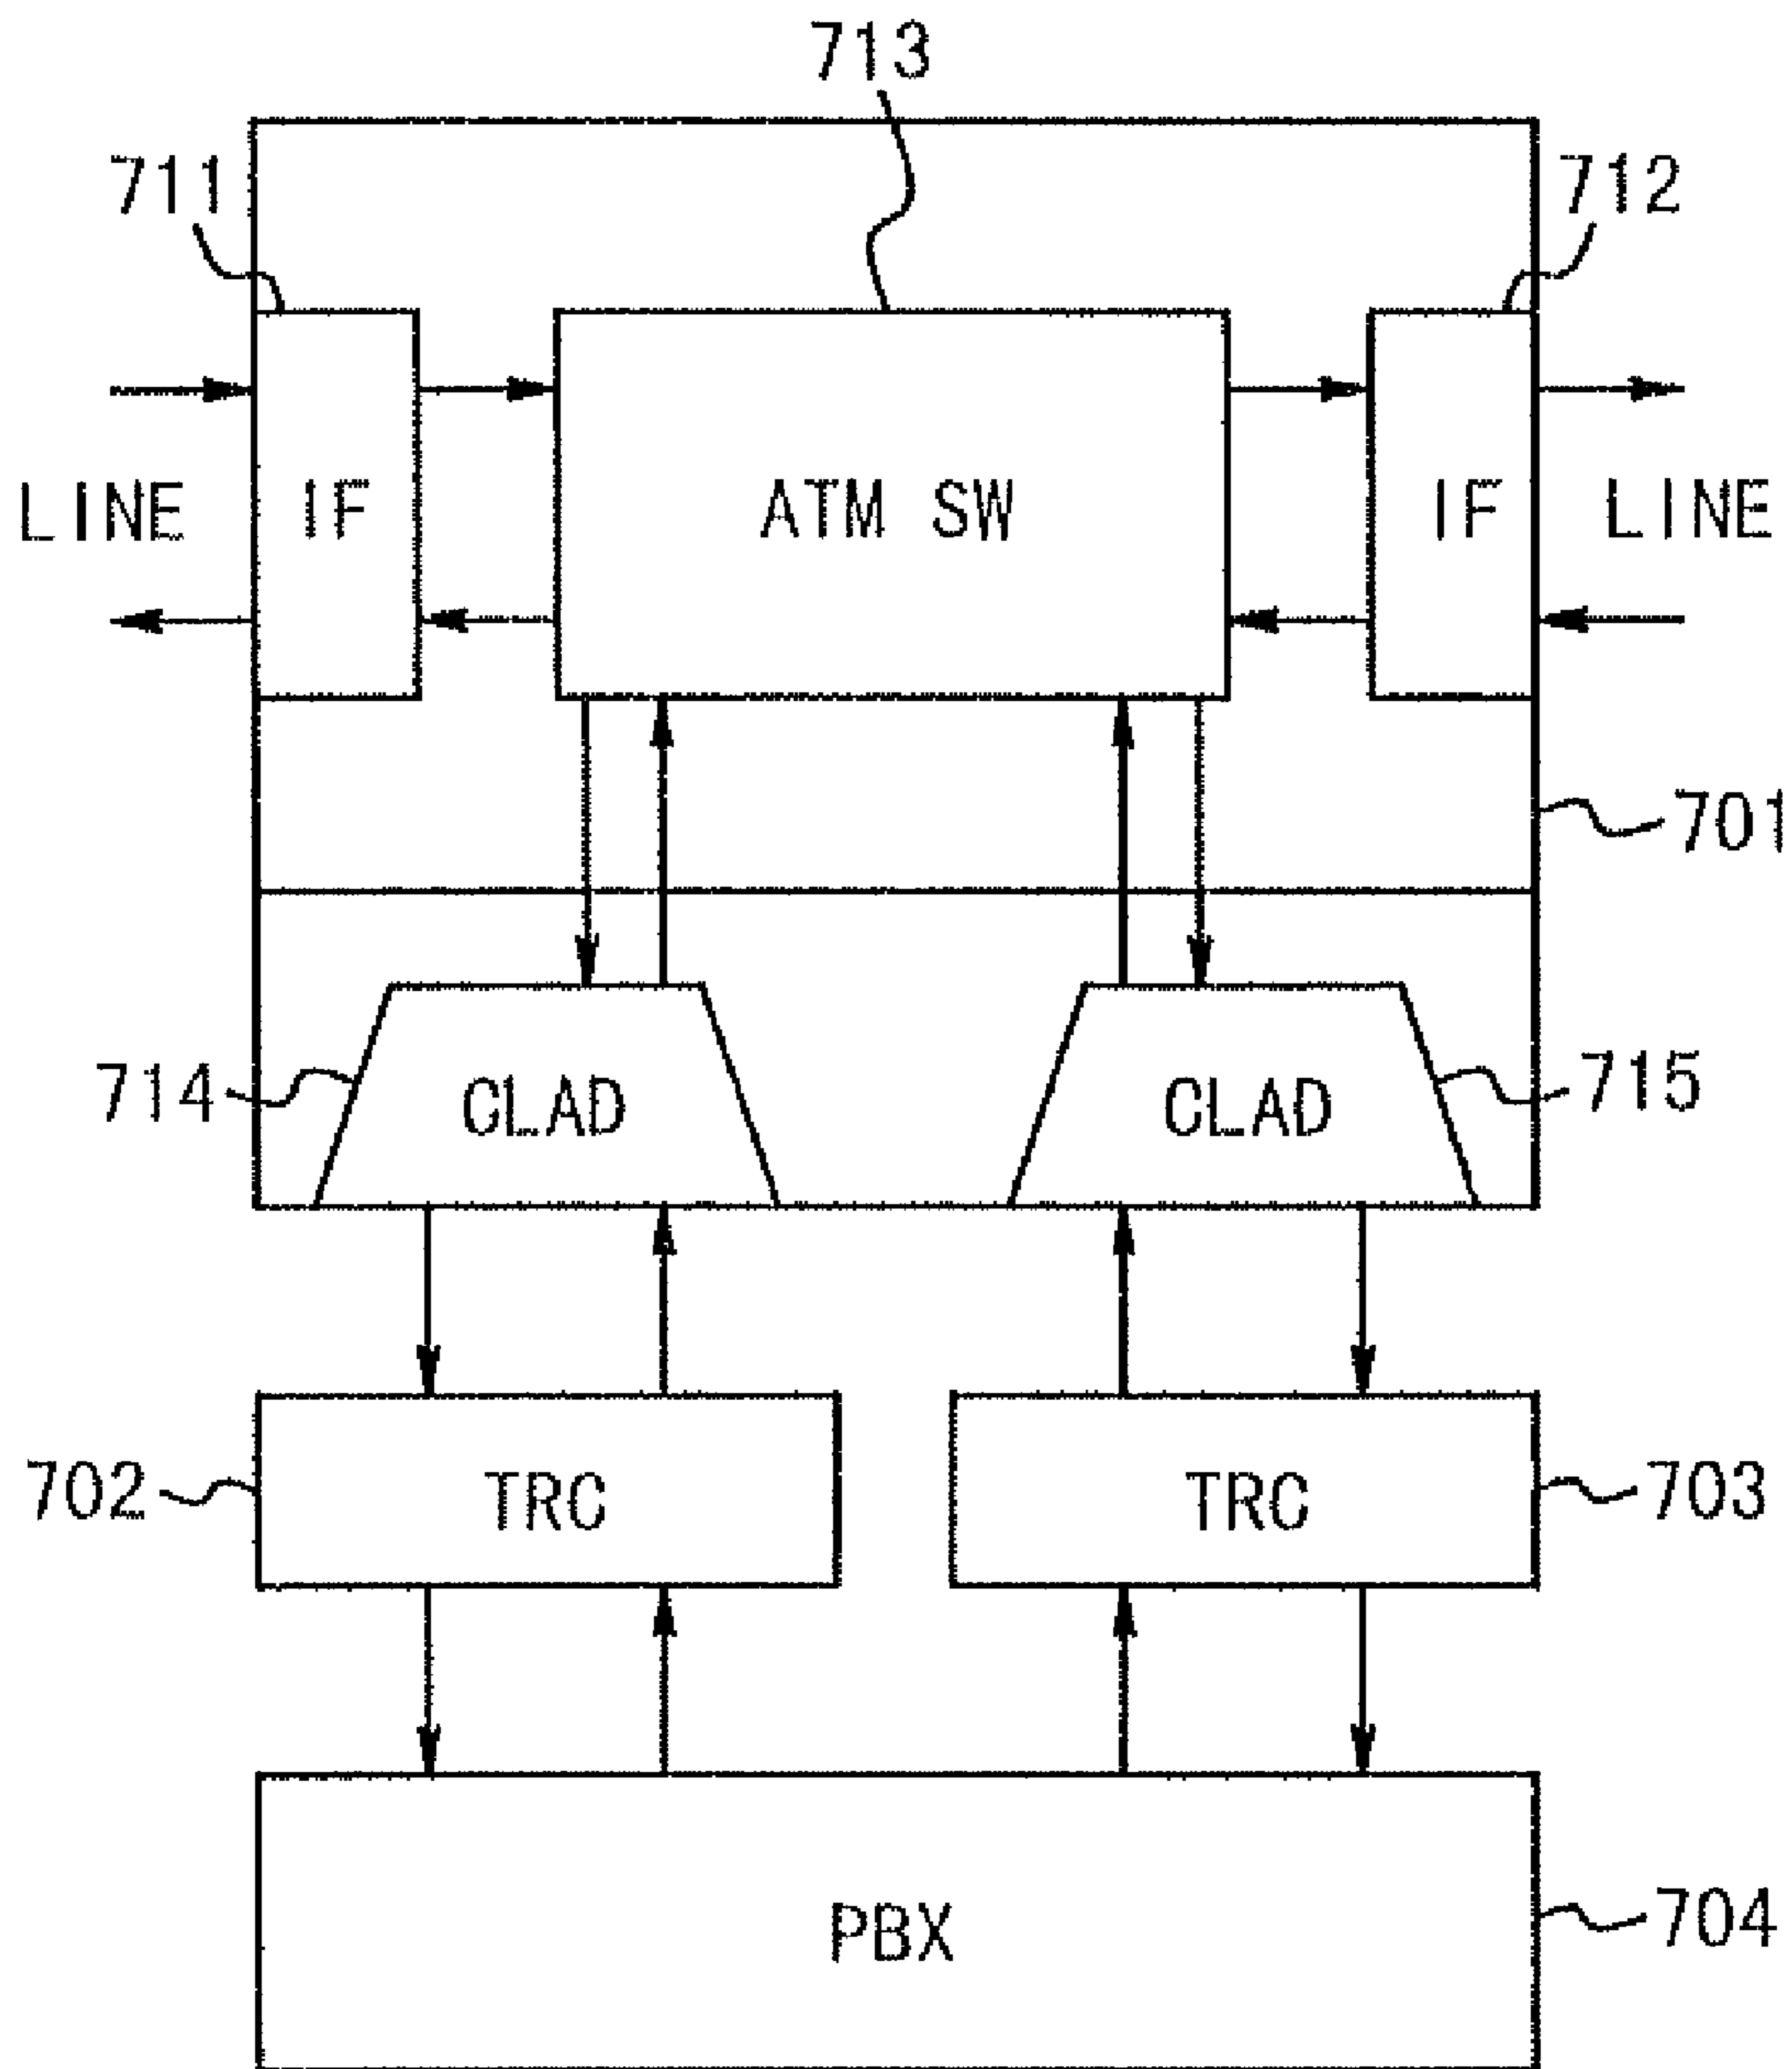 713
711
712
LINE
IF
ATM SW
IF
LINE
701
714
CLAD
CLAD
715
702
TRC
TRC
703
PBX
704